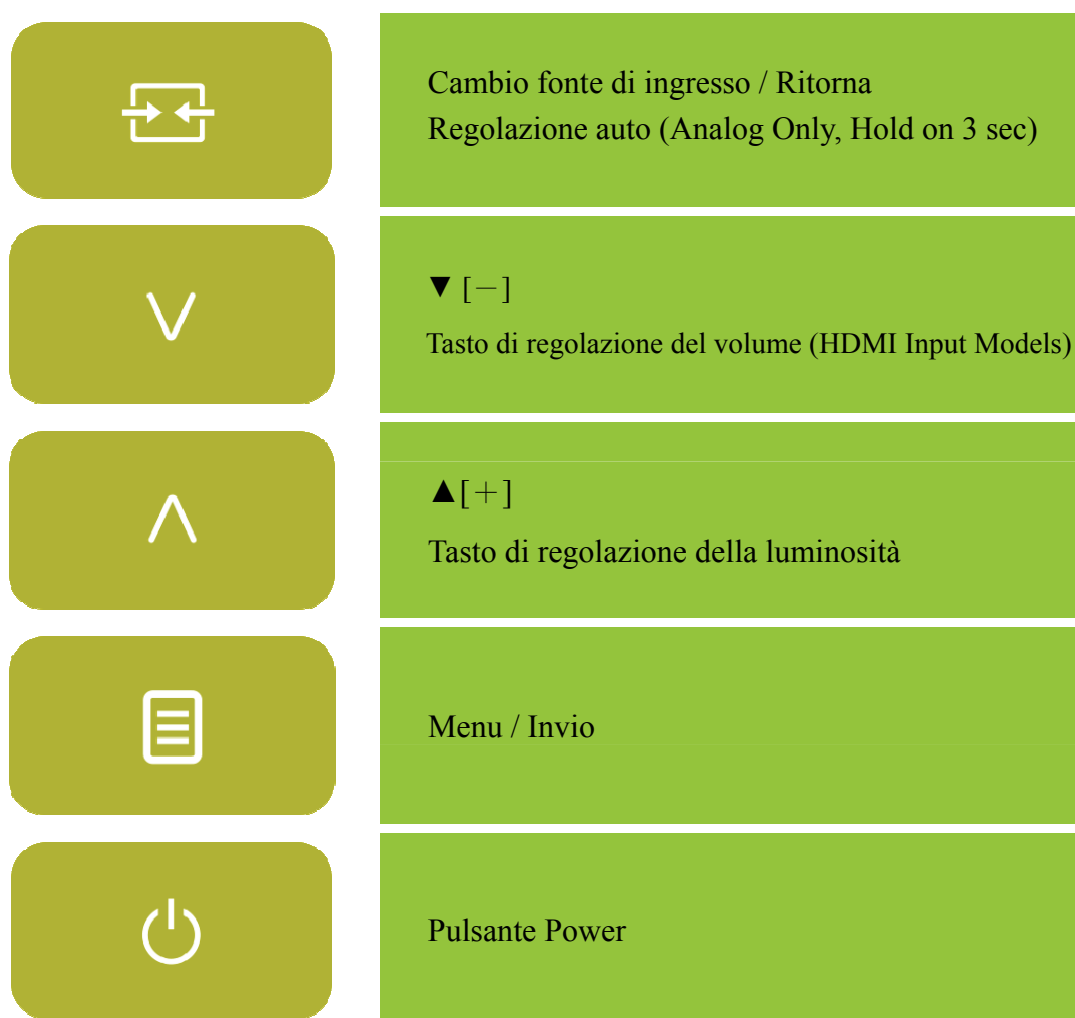 Cambio fonte di ingresso / Ritorna
Regolazione auto (Analog Only, Hold on 3 sec)
▼ [－]
Tasto di regolazione del volume (HDMI Input Models)
▲[＋]
Tasto di regolazione della luminosità
Menu / Invio
Pulsante Power